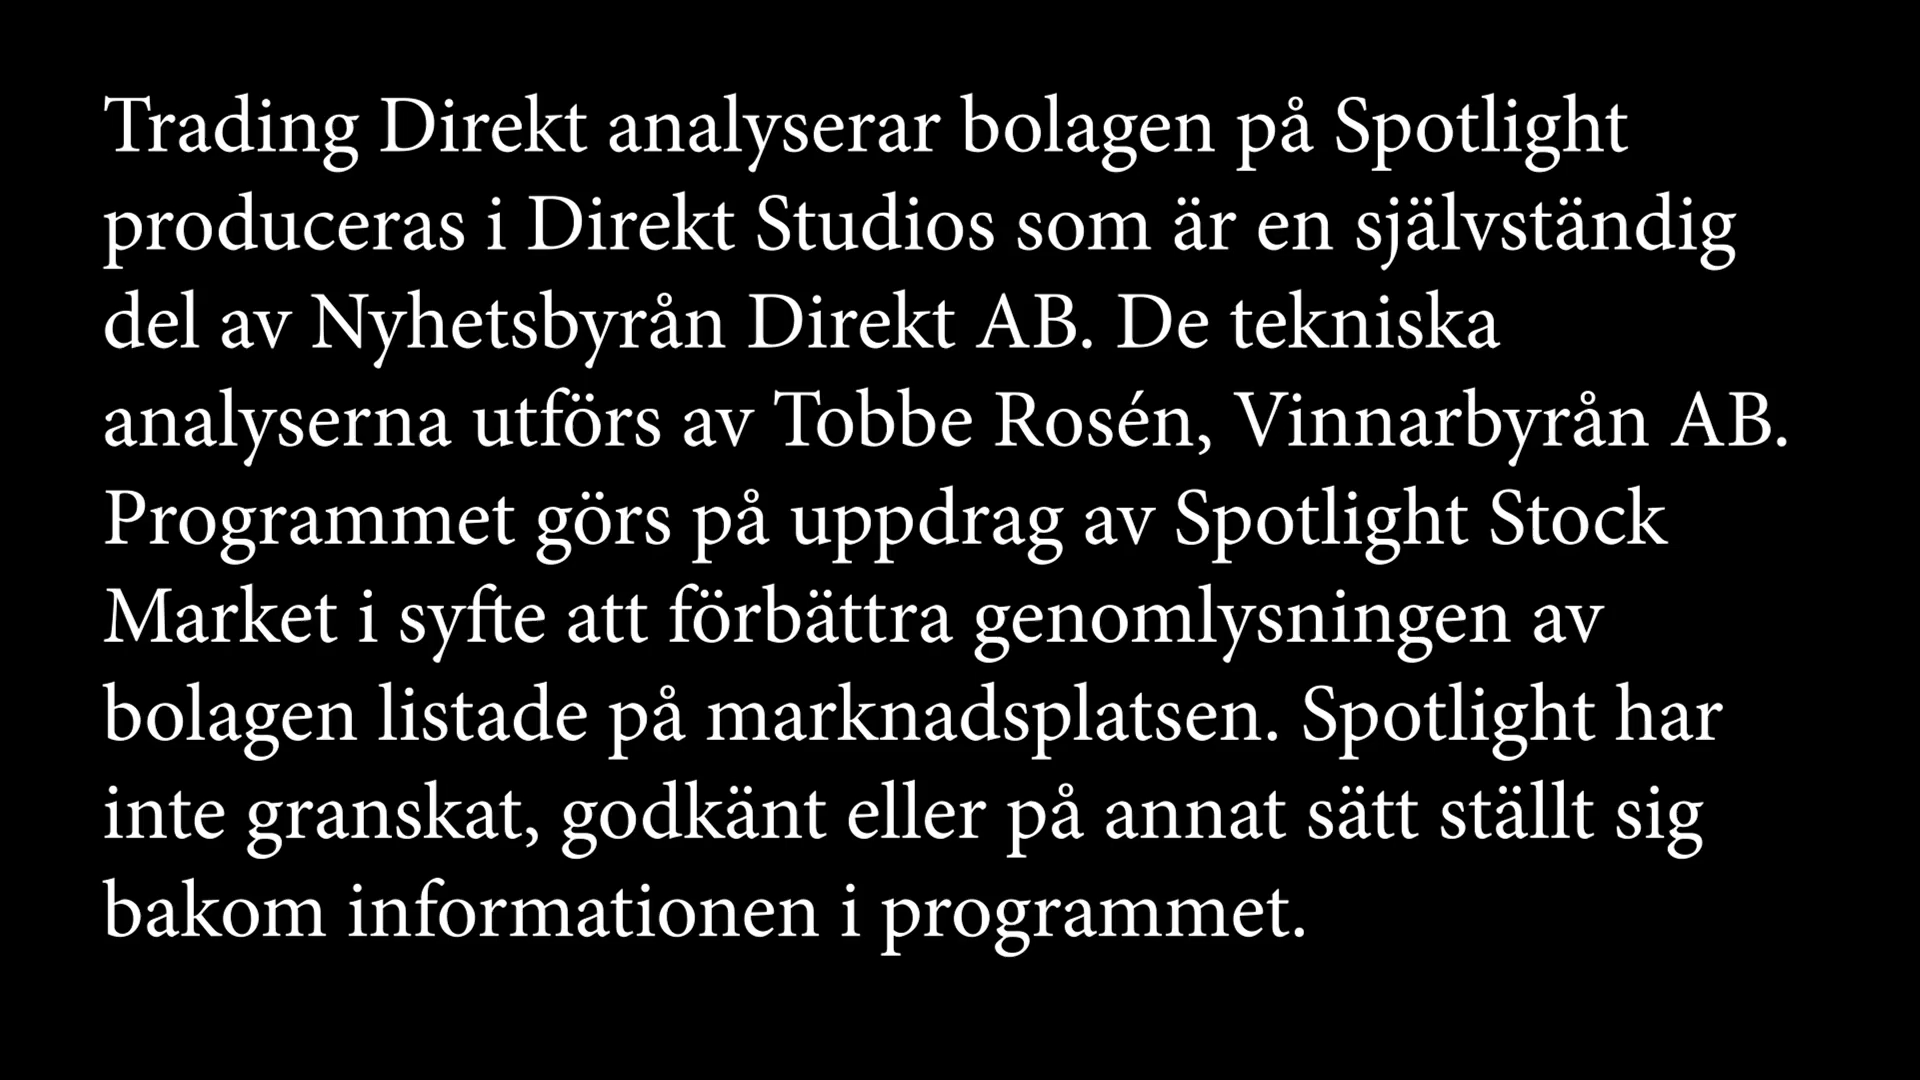 Trading Direkt analyserar bolagen på Spotlight
produceras i Direkt Studios som är en självständig
del av Nyhetsbyrån Direkt AB. De tekniska
analyserna utförs av Tobbe Rosén, Vinnarbyrån AB.
Programmet görs på uppdrag av Spotlight Stock
Market i syfte att förbättra genomlysningen av
bolagen listade på marknadsplatsen. Spotlight har
inte granskat, godkänt eller på annat sätt ställt sig
bakom informationen i programmet.